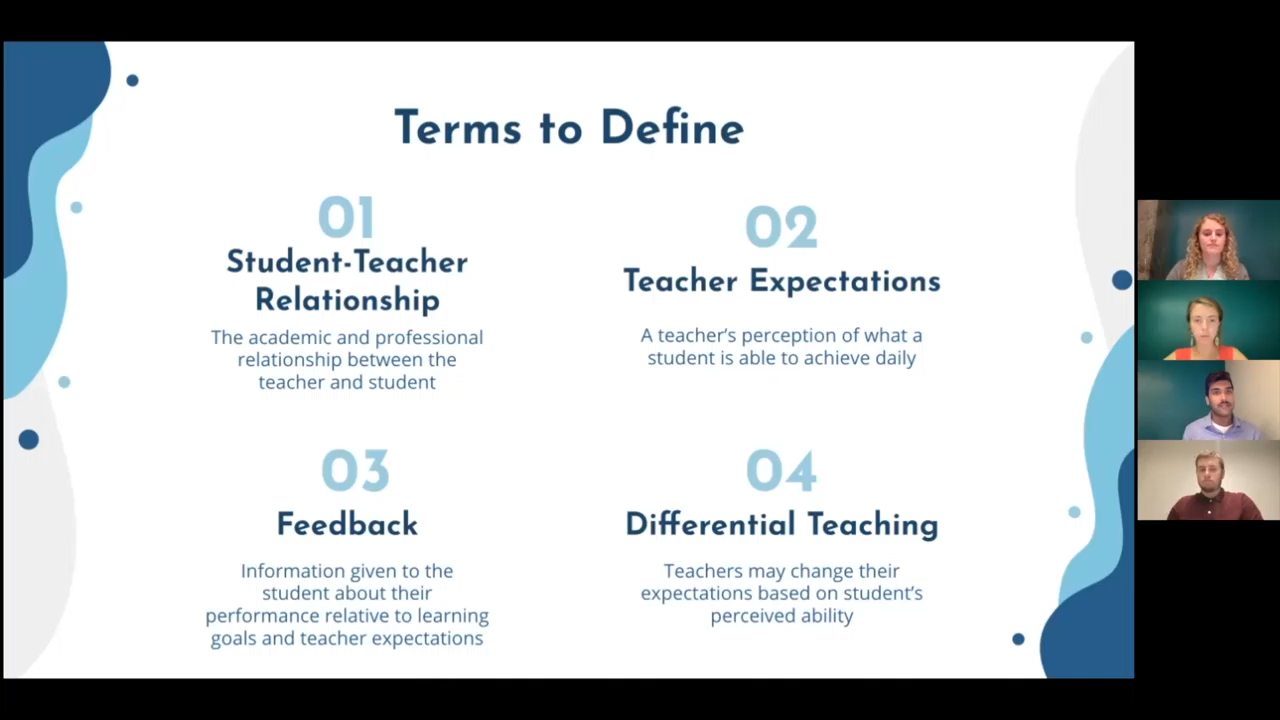 Terms to Define
01
Student-Teacher
Relationship
The academic and professional
relationship between the
teacher and student
02
Teacher Expectations
A teacher's perception of what a
student is able to achieve daily
03
Feedback
Information given to the
student about their
performance relative to learning
goals and teacher expectations
04
Differential Teaching
Teachers may change their
expectations based on student's
perceived ability